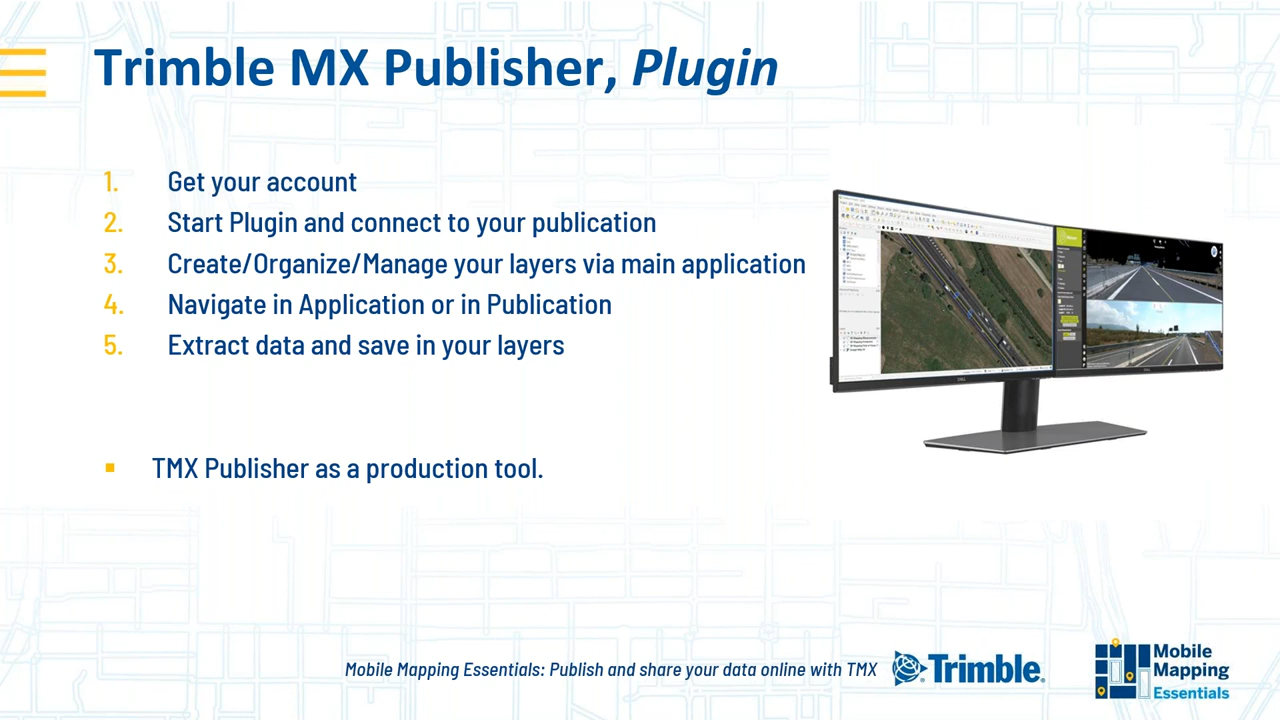 Trimble MX Publisher, Plugin
1. Get your account
2. Start Plugin and connect to your publication
3. Create/Organize/Manage your layers via main application
4. Navigate in Application or in Publication
5. Extract data and save in your layers
▪ TMX Publisher as a production tool.
Mobile Mapping Essentials: Publish and share your data online with TMX
Trimble.
Mobile
Mapping
Essentials